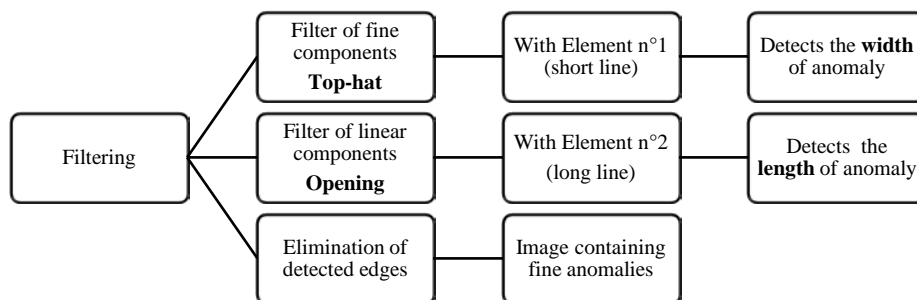 Filtering
Filter of fine
components
Top-hat
With Element n°1
(short line)
Detects the width
of anomaly
Filter of linear
components
Opening
With Element n°2
(long line)
Detects the
length of anomaly
Elimination of
detected edges
Image containing
fine anomalies